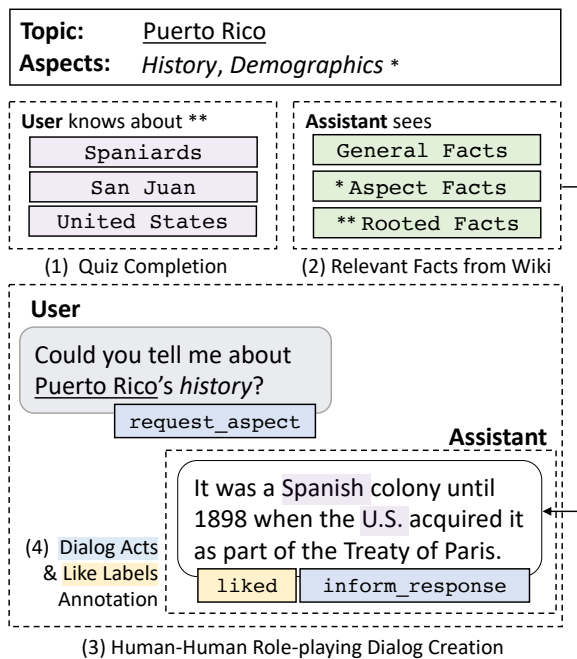 Topic: Puerto Rico
Aspects: History, Demographics *
User knows about **
Spaniards
San Juan
United States
(1) Quiz Completion
Assistant sees
General Facts
* Aspect Facts
** Rooted Facts
(2) Relevant Facts from Wiki
User
Could you tell me about
Puerto Rico's history?
request_aspect
Assistant
It was a Spanish colony until
1898 when the U.S. acquired it
as part of the Treaty of Paris.
liked inform_response
(4) Dialog Acts
& Like Labels
Annotation
(3) Human-Human Role-playing Dialog Creation